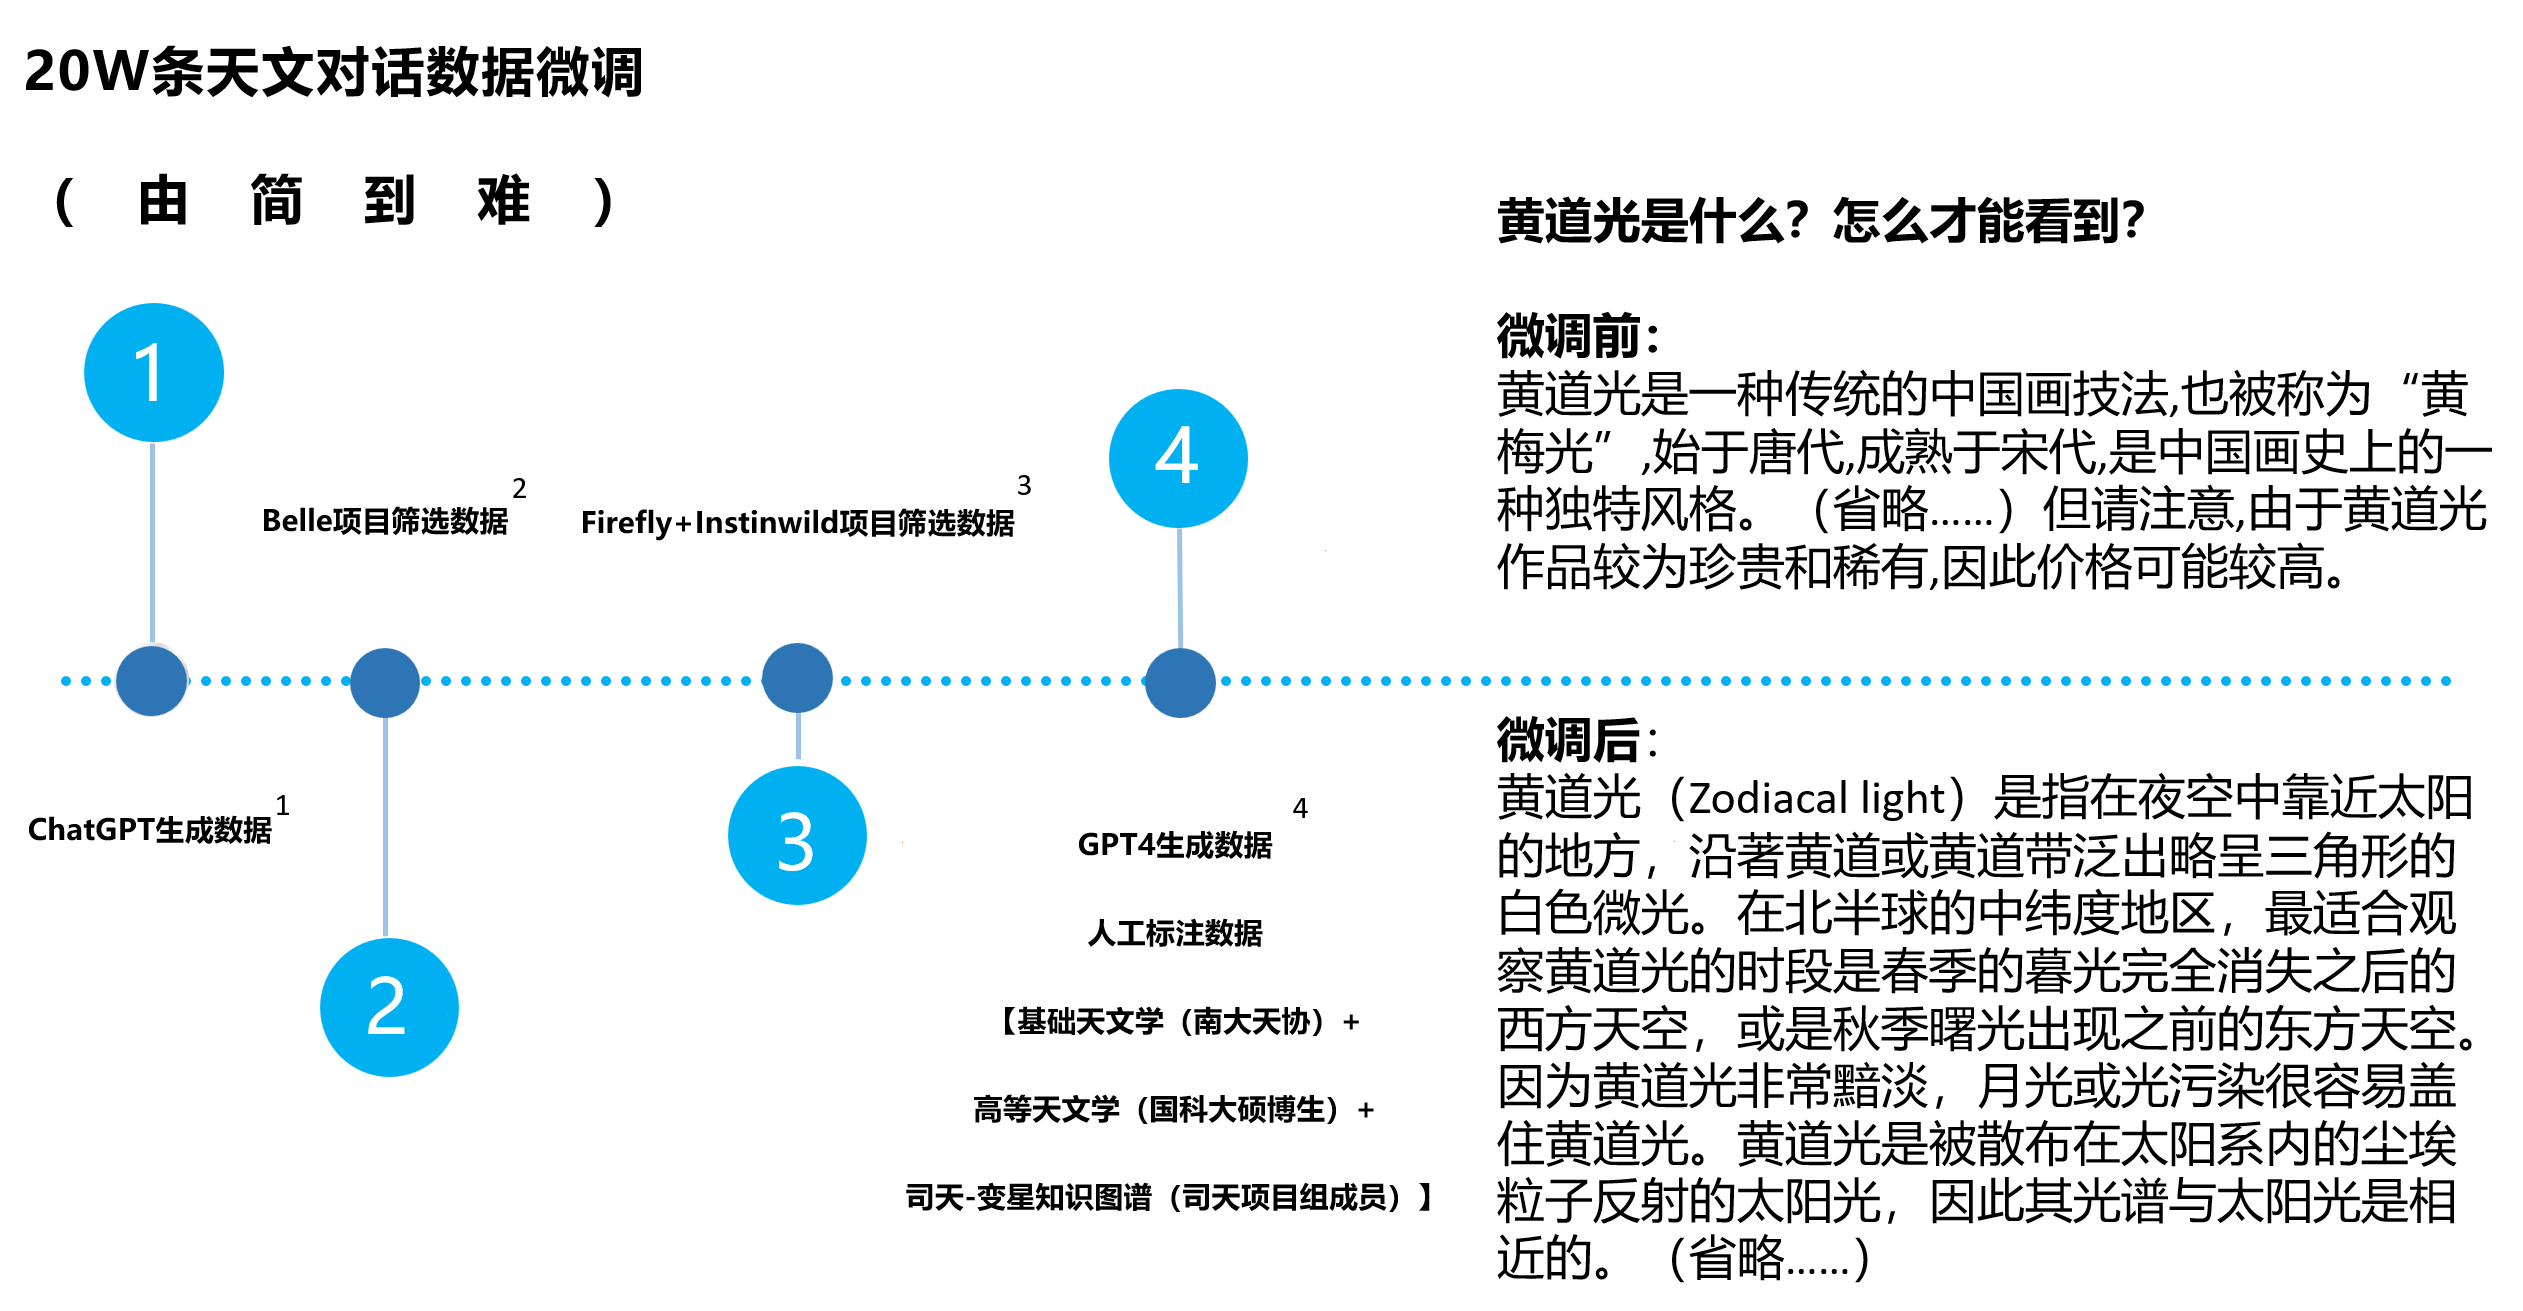 20W条天文对话数据微调
（由简到难）
1
ChatGPT生成数据1
Belle项目筛选数据2
2
Firefly+Instinwild项目筛选数据3
3
4
GPT4生成数据4
人工标注数据
【基础天文学（南大天协）+
高等天文学（国科大硕博生）+
司天-变星知识图谱（司天项目组成员）】
黄道光是什么？怎么才能看到？
微调前：
黄道光是一种传统的中国画技法,也被称为“黄
梅光”,始于唐代,成熟于宋代,是中国画史上的一
种独特风格。（省略……）但请注意,由于黄道光
作品较为珍贵和稀有,因此价格可能较高。
微调后：
黄道光（Zodiacal light）是指在夜空中靠近太阳
的地方，沿著黄道或黄道带泛出略呈三角形的
白色微光。在北半球的中纬度地区，最适合观
察黄道光的时段是春季的暮光完全消失之后的
西方天空，或是秋季曙光出现之前的东方天空。
因为黄道光非常黯淡，月光或光污染很容易盖
住黄道光。黄道光是被散布在太阳系内的尘埃
粒子反射的太阳光，因此其光谱与太阳光是相
近的。（省略……）